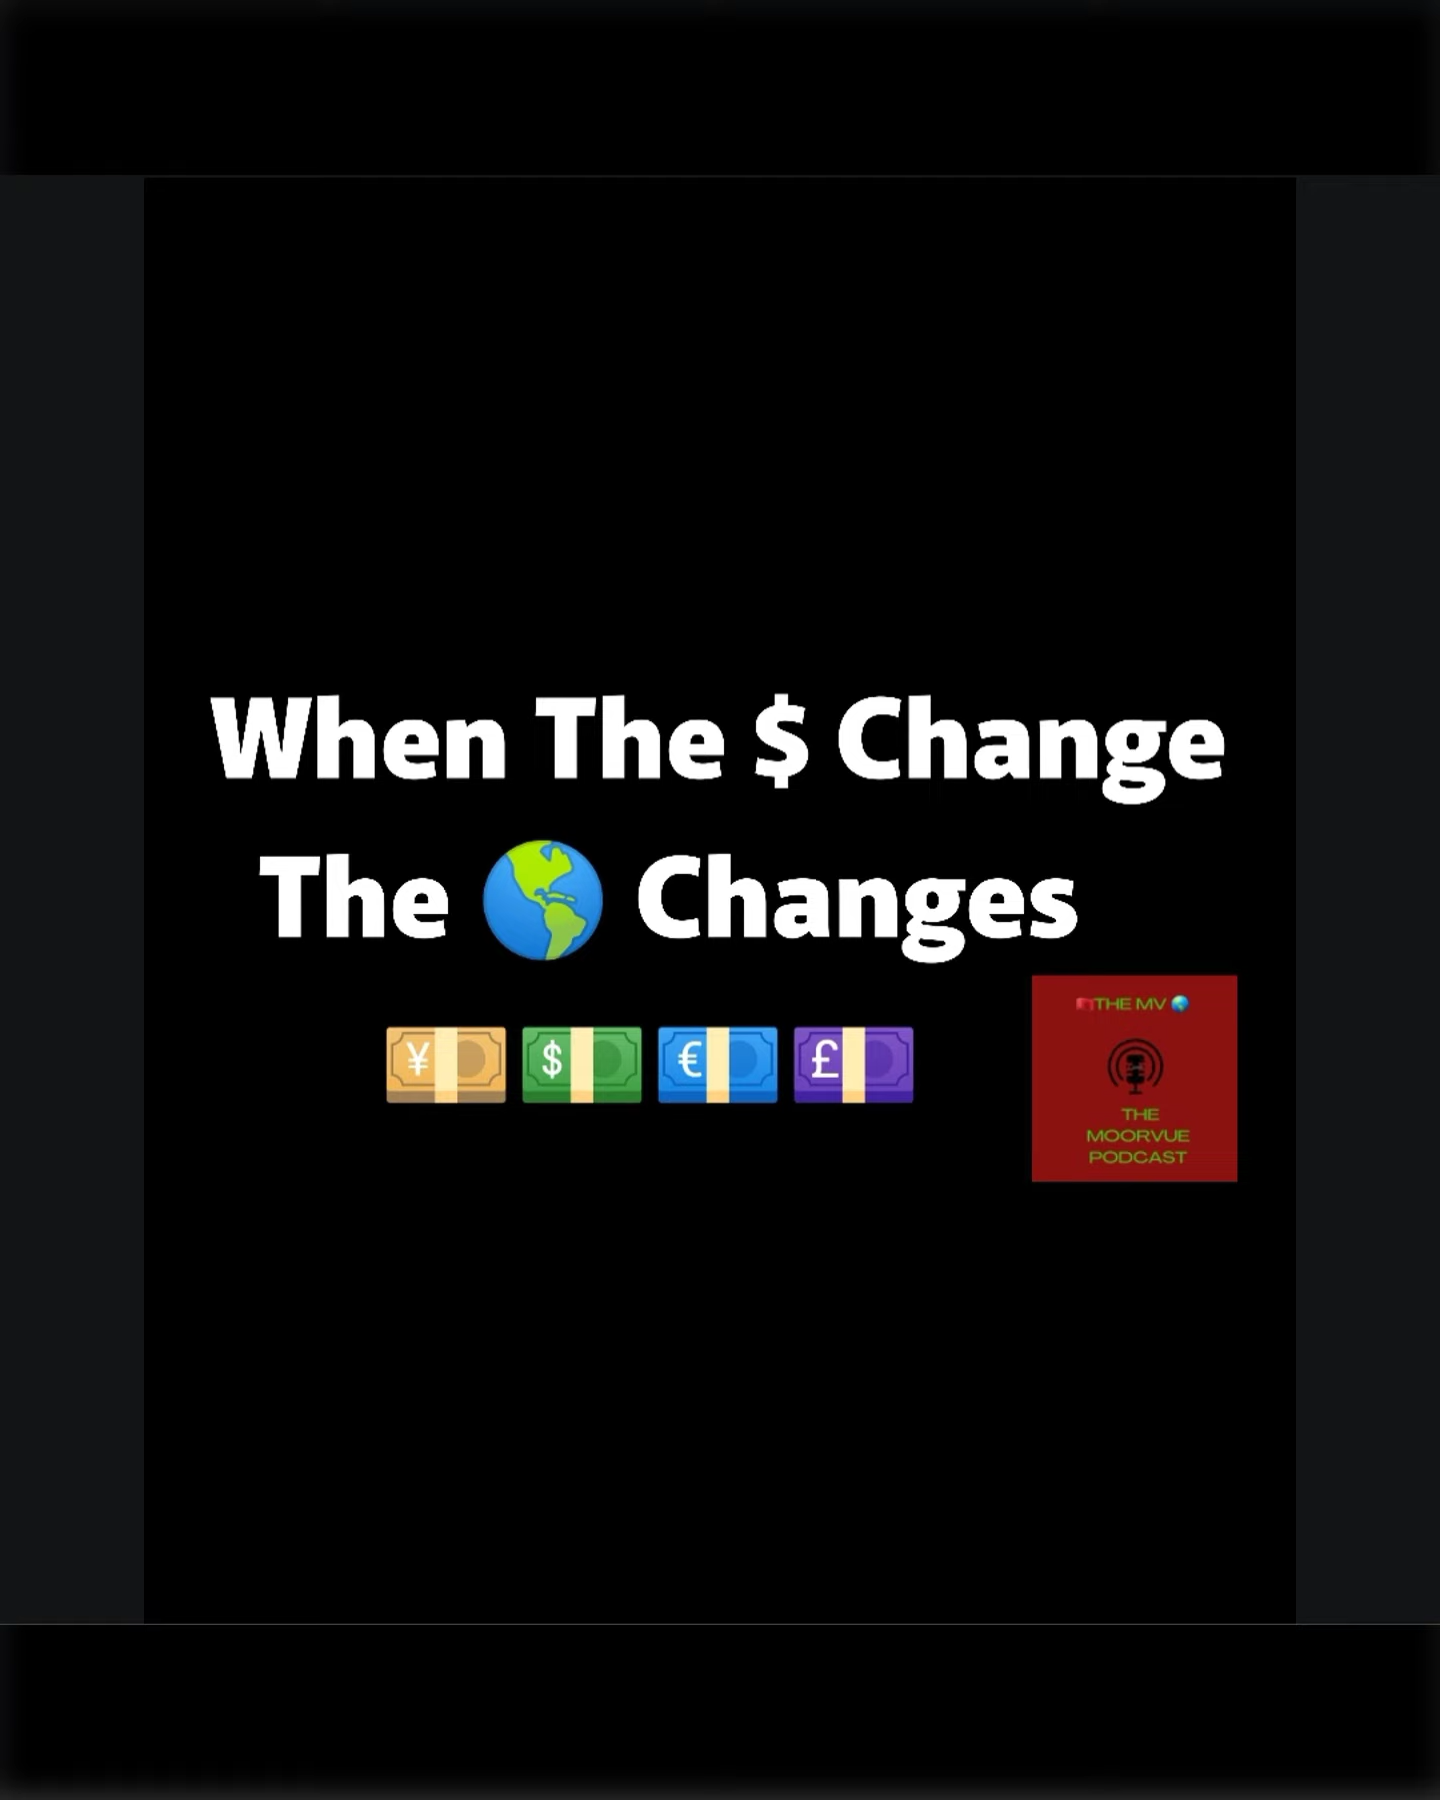 When The $ Change
The 🌎 Changes
💴 💵 💶 💷
THE MV 🌎
THE
MOORVUE
PODCAST